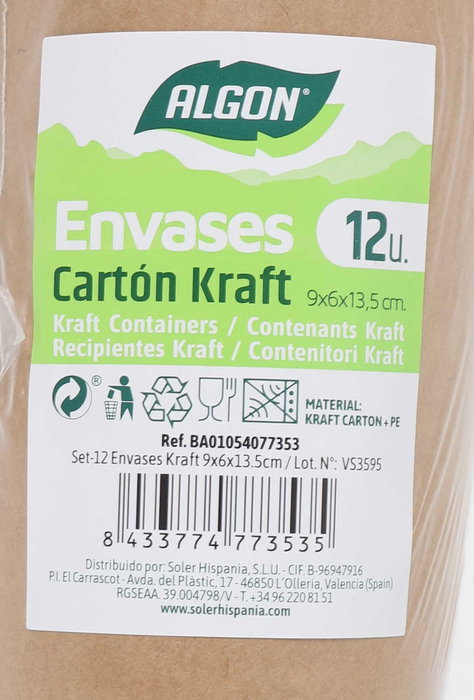 ALGON®
Envases
12u.
Cartón Kraft 9x6x13,5cm.
Kraft Containers / Contenants Kraft
Recipientes Kraft / Contenitori Kraft
®
MATERIAL:
KRAFT CARTON+PE
Ref. BA01054077353
Set-12 Envases Kraft 9x6x13.5cm / Lot. Nº: VS3595
8 433774 773535
Distribuido por: Soler Hispania, S.L.U. - CIF. B-96947916
P.I. El Carrascot - Avda. del Plàstic, 17 - 46850 L'Olleria, Valencia (Spain)
RGSEAA. 39.004798/V - T. +34 96 220 81 51
www.solerhispania.com